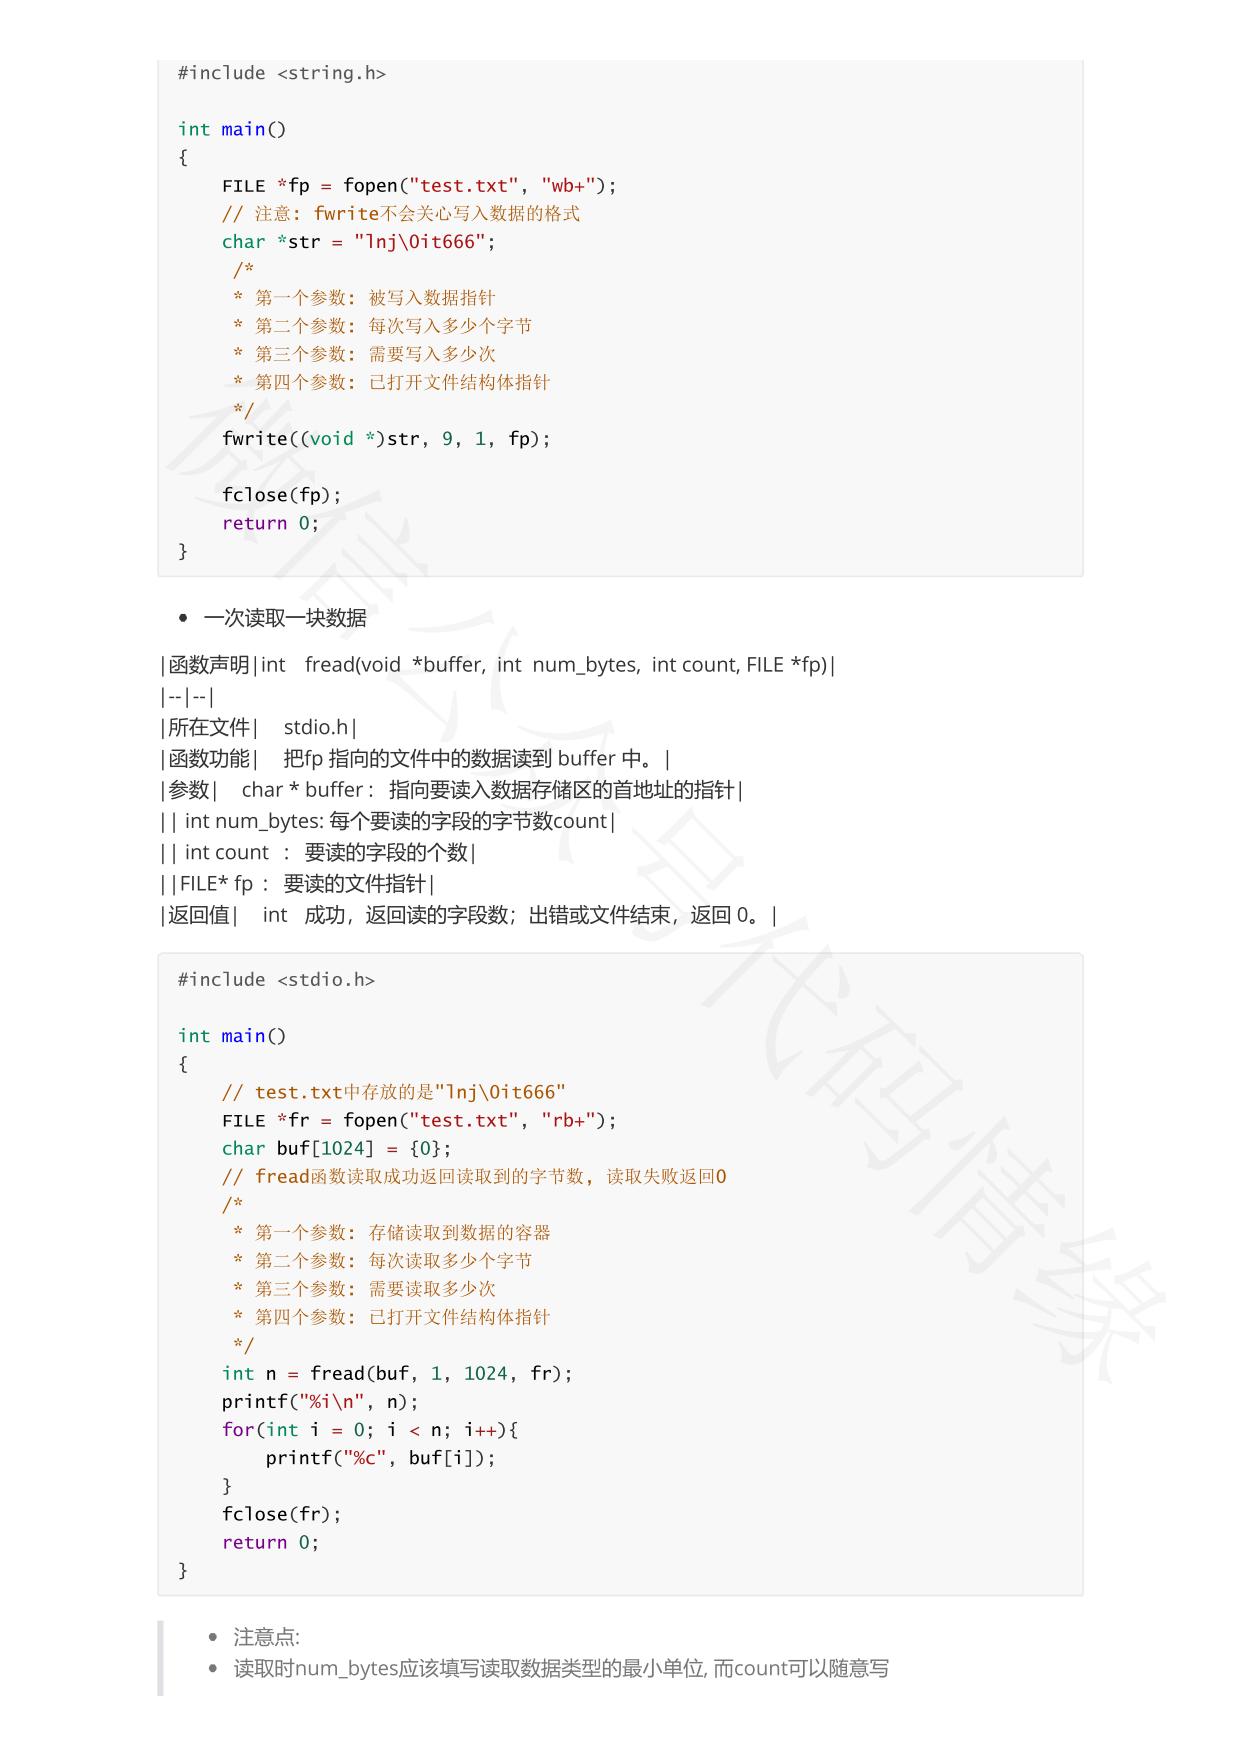 #include <string.h>
int main()
{
    FILE *fp = fopen("test.txt", "wb+");
    // 注意: fwrite不会关心写入数据的格式
    char *str = "lnj\0it666";
     /*
     * 第一个参数: 被写入数据指针
     * 第二个参数: 每次写入多少个字节
     * 第三个参数: 需要写入多少次
     * 第四个参数: 已打开文件结构体指针
     */
    fwrite((void *)str, 9, 1, fp);
    fclose(fp);
    return 0;
}
• 一次读取一块数据
|函数声明|int fread(void *buffer, int num_bytes, int count, FILE *fp)|
|--|--|
|所在文件| stdio.h|
|函数功能| 把fp 指向的文件中的数据读到 buffer 中。|
|参数| char * buffer : 指向要读入数据存储区的首地址的指针|
|| int num_bytes: 每个要读的字段的字节数count|
|| int count : 要读的字段的个数|
||FILE* fp : 要读的文件指针|
|返回值| int 成功，返回读的字段数；出错或文件结束，返回 0。|
#include <stdio.h>
int main()
{
    // test.txt中存放的是"lnj\0it666"
    FILE *fr = fopen("test.txt", "rb+");
    char buf[1024] = {0};
    // fread函数读取成功返回读取到的字节数, 读取失败返回0
    /*
     * 第一个参数: 存储读取到数据的容器
     * 第二个参数: 每次读取多少个字节
     * 第三个参数: 需要读取多少次
     * 第四个参数: 已打开文件结构体指针
     */
    int n = fread(buf, 1, 1024, fr);
    printf("%i\n", n);
    for(int i = 0; i < n; i++){
        printf("%c", buf[i]);
    }
    fclose(fr);
    return 0;
}
• 注意点:
• 读取时num_bytes应该填写读取数据类型的最小单位, 而count可以随意写
微信公众号代码情缘